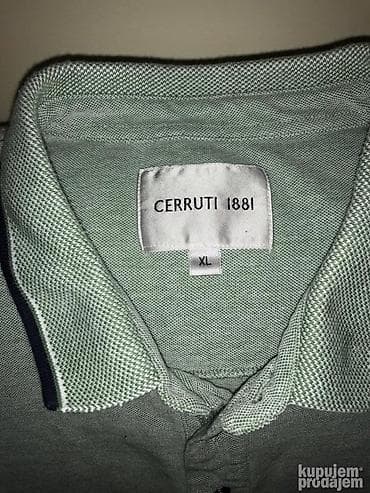 CERRUTI 1881
XL
kupujem
prodajem